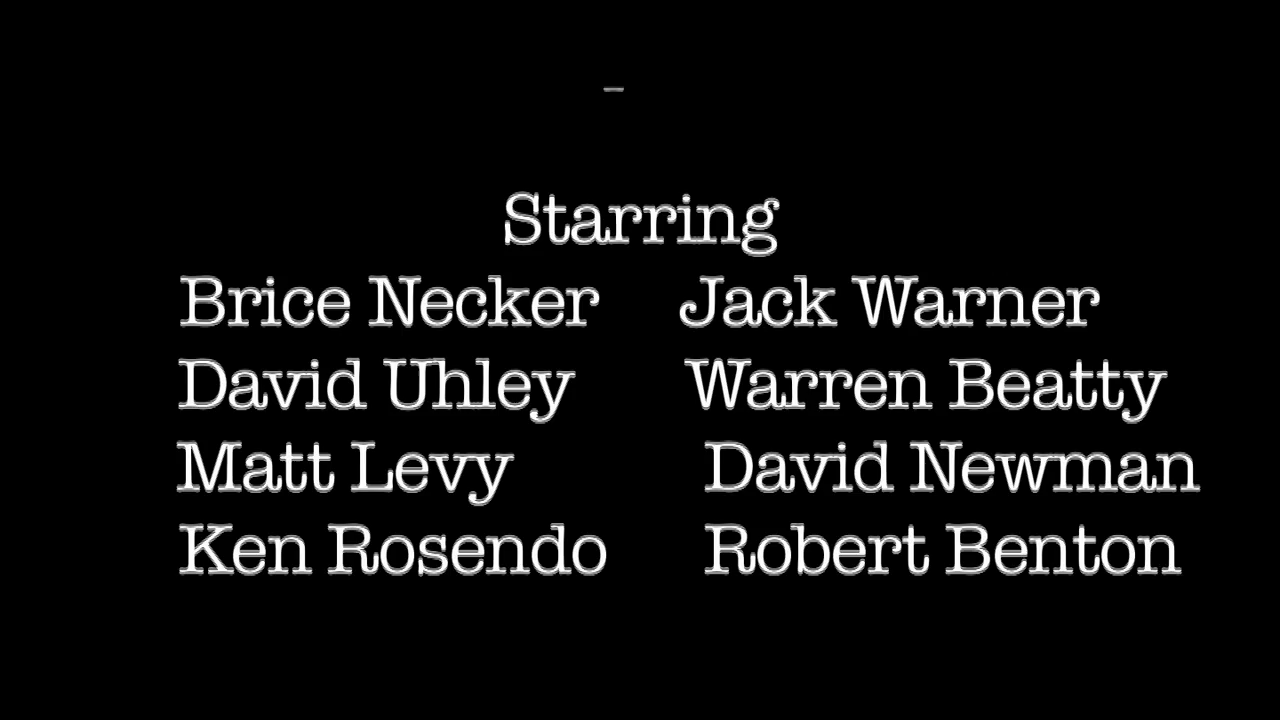 -
Starring
Brice Necker Jack Warner
David Uhley Warren Beatty
Matt Levy David Newman
Ken Rosendo Robert Benton